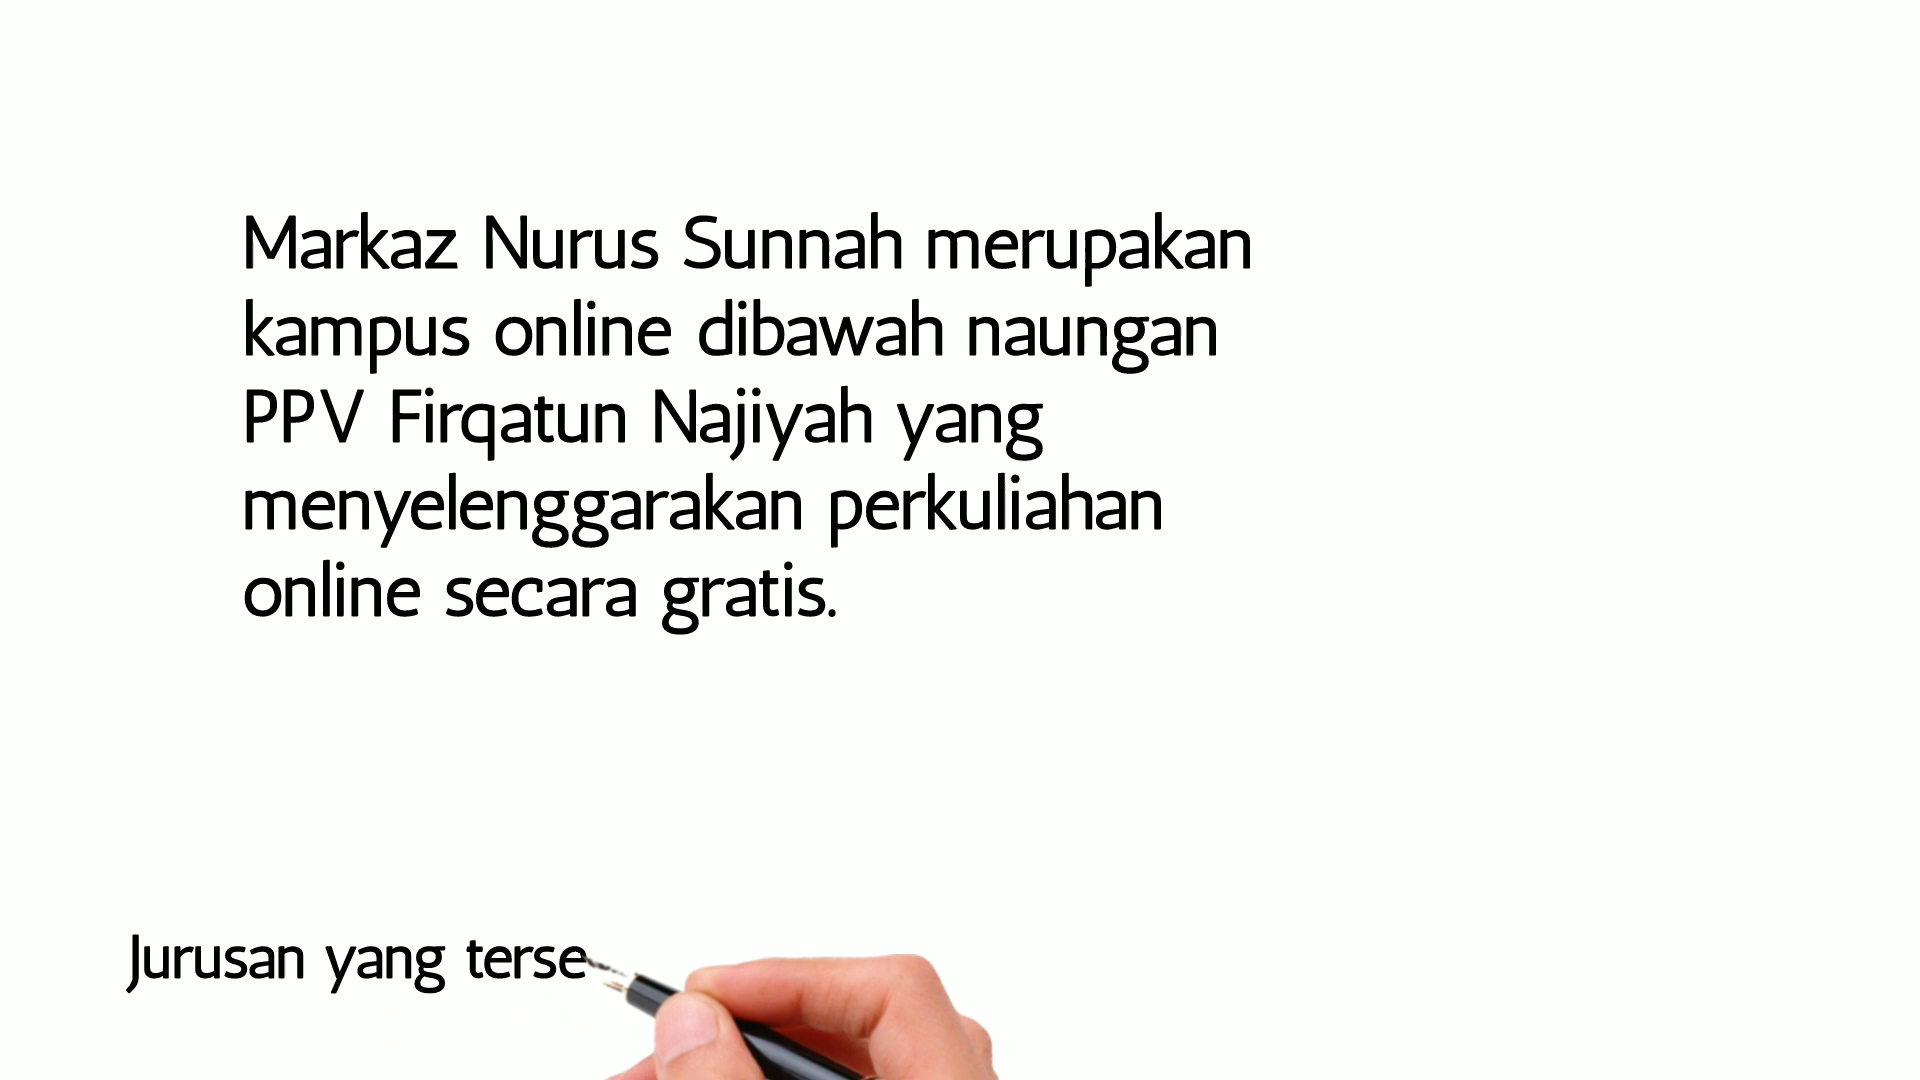 Markaz Nurus Sunnah merupakan
kampus online dibawah naungan
PPV Firqatun Najiyah yang
menyelenggarakan perkuliahan
online secara gratis.
Jurusan yang terse